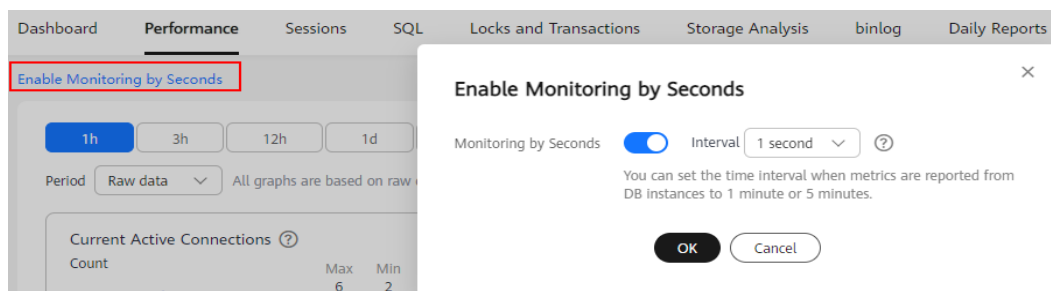 Dashboard Performance Sessions SQL Locks and Transactions Storage Analysis binlog Daily Reports
Enable Monitoring by Seconds
1h 3h 12h 1d
Period Raw data All graphs are based on raw
Current Active Connections
Count
Max Min
6 2
Enable Monitoring by Seconds
Monitoring by Seconds Interval 1 second
You can set the time interval when metrics are reported from
DB instances to 1 minute or 5 minutes.
OK Cancel